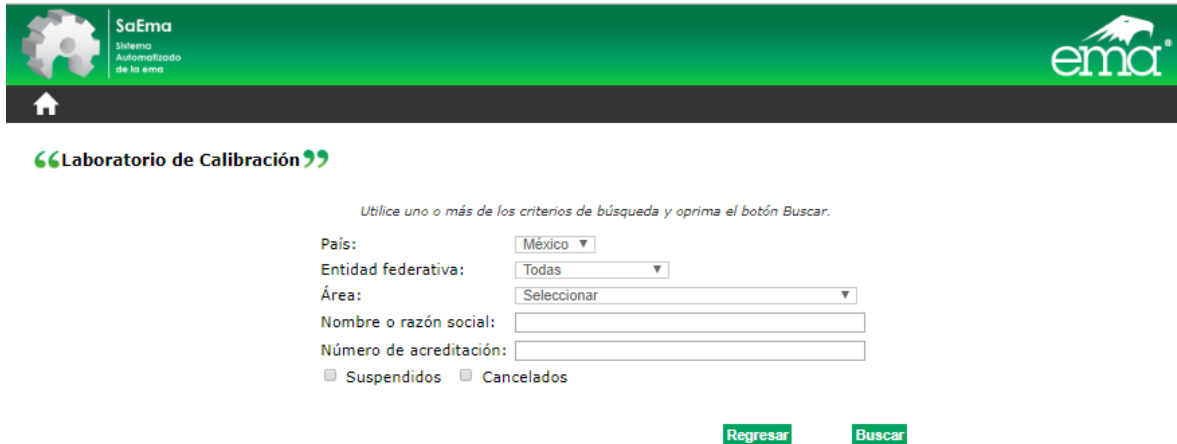 SaEma
Sistema
Automatizado
de la ema
ema®
❝Laboratorio de Calibración❞
Utilice uno o más de los criterios de búsqueda y oprima el botón Buscar.
País: México ▼
Entidad federativa: Todas ▼
Área: Seleccionar ▼
Nombre o razón social:
Número de acreditación:
Suspendidos Cancelados
Regresar Buscar